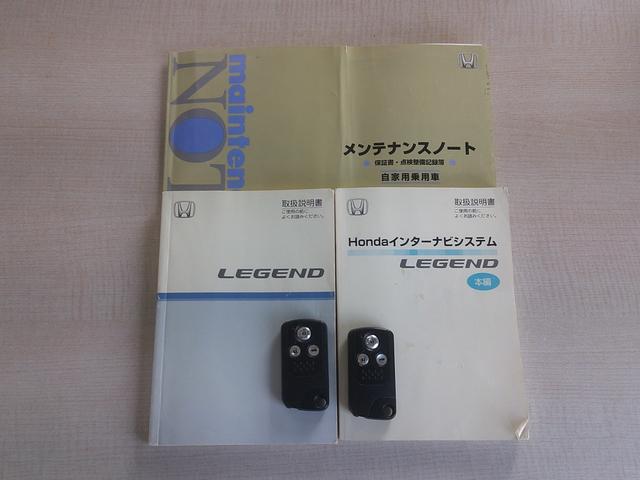 mainten
NOT
メンテナンスノート
保証書・点検整備記録簿
自家用乗用車
取扱説明書
ご使用の前に
よくお読みください。
LEGEND
取扱説明書
ご使用の前に
よくお読みください。
Hondaインターナビシステム
LEGEND
本編